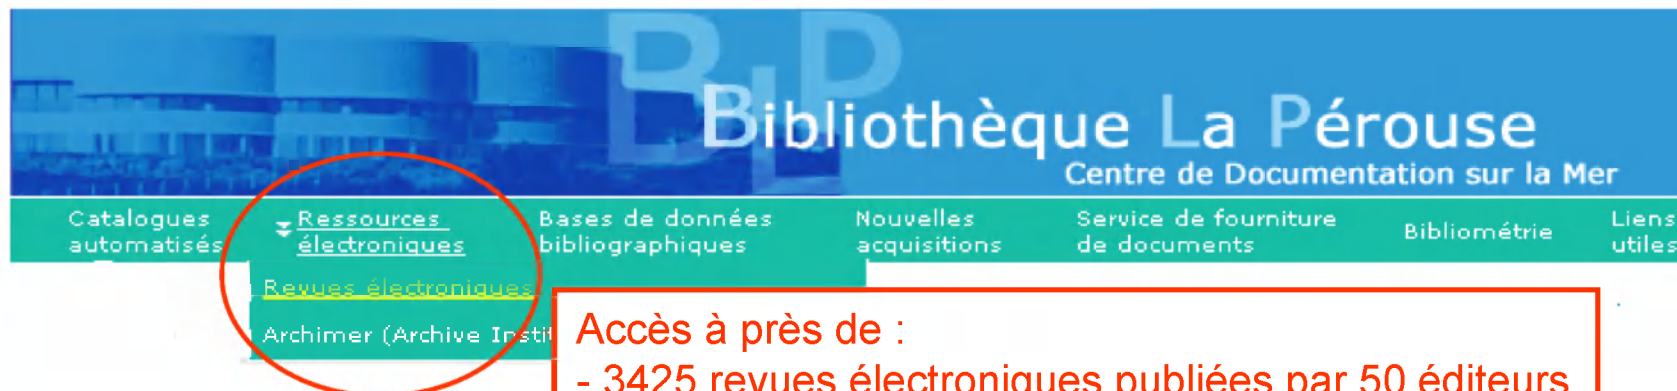 BLP
Bibliothèque La Pérouse
Centre de Documentation sur la Mer
Catalogues automatisés
Ressources électroniques
Bases de données bibliographiques
Nouvelles acquisitions
Service de fourniture de documents
Bibliométrie
Liens utiles
Revues électroniques
Archimer (Archive
Accès à près de :
- 3425 revues électroniques publiées par 50 éditeurs